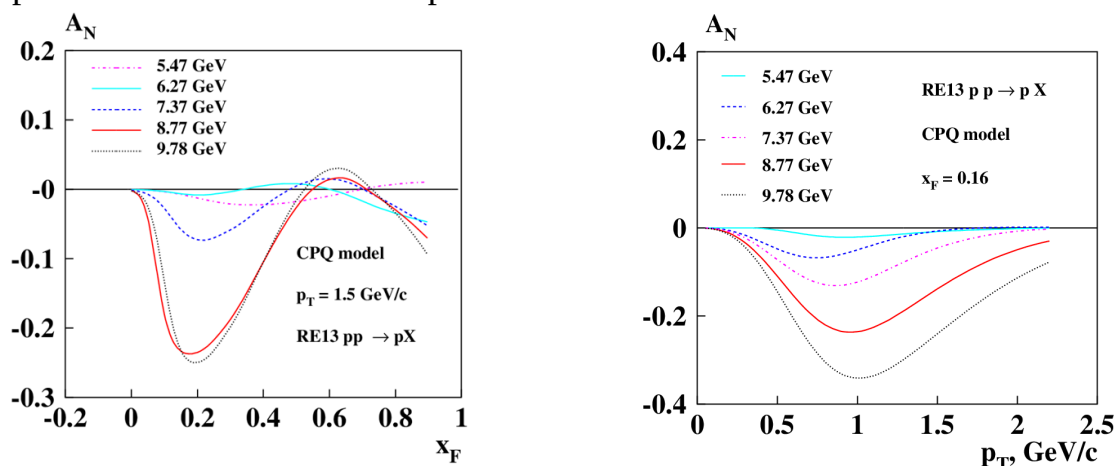 A_N
0.2
0.1
-0
-0.1
-0.2
-0.3
5.47 GeV
6.27 GeV
7.37 GeV
8.77 GeV
9.78 GeV
CPQ model
p_T = 1.5 GeV/c
RE13 pp → pX
-0.2 0 0.2 0.4 0.6 0.8 1
x_F
A_N
0.4
0.2
0
-0.2
-0.4
5.47 GeV
6.27 GeV
7.37 GeV
8.77 GeV
9.78 GeV
RE13 p p → p X
CPQ model
x_F = 0.16
0 0.5 1 1.5 2 2.5
p_T, GeV/c